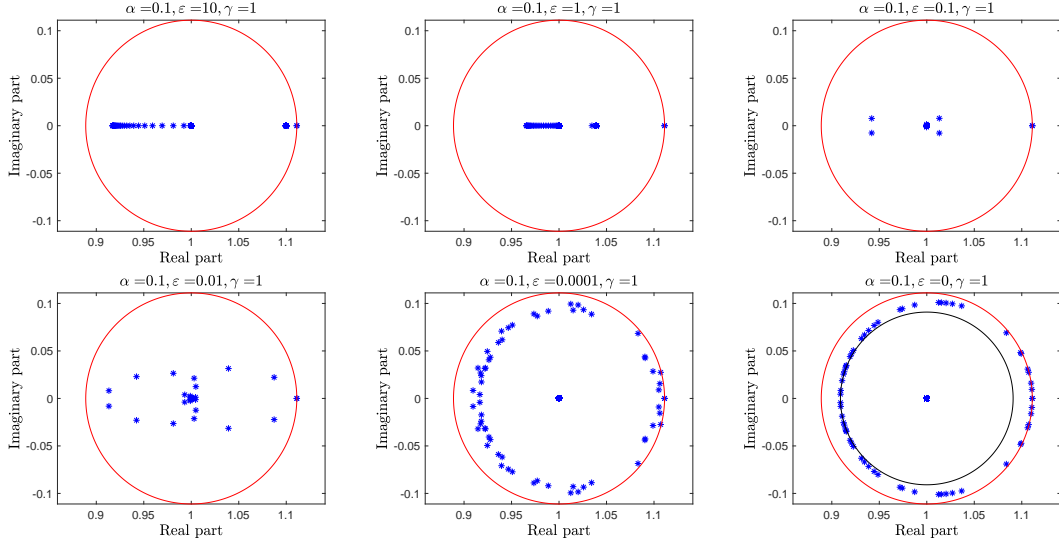 α =0.1, ε =10, γ =1
α =0.1, ε =1, γ =1
α =0.1, ε =0.1, γ =1
0.1
0.05
0
-0.05
-0.1
Imaginary part
0.9 0.95 1 1.05 1.1
Real part
0.1
0.05
0
-0.05
-0.1
Imaginary part
0.9 0.95 1 1.05 1.1
Real part
0.1
0.05
0
-0.05
-0.1
Imaginary part
0.9 0.95 1 1.05 1.1
Real part
α =0.1, ε =0.01, γ =1
α =0.1, ε =0.0001, γ =1
α =0.1, ε =0, γ =1
0.1
0.05
0
-0.05
-0.1
Imaginary part
0.9 0.95 1 1.05 1.1
Real part
0.1
0.05
0
-0.05
-0.1
Imaginary part
0.9 0.95 1 1.05 1.1
Real part
0.1
0.05
0
-0.05
-0.1
Imaginary part
0.9 0.95 1 1.05 1.1
Real part